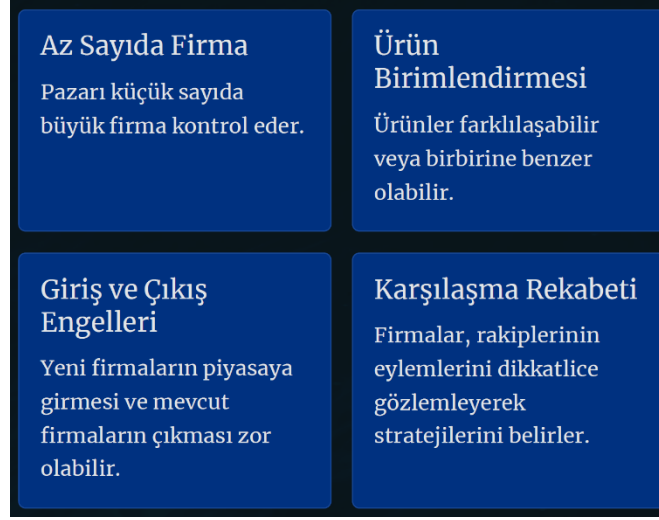 Az Sayıda Firma
Pazarı küçük sayıda
büyük firma kontrol eder.
Ürün
Birimlendirmesi
Ürünler farklılaşabilir
veya birbirine benzer
olabilir.
Giriş ve Çıkış
Engelleri
Yeni firmaların piyasaya
girmesi ve mevcut
firmaların çıkması zor
olabilir.
Karşılaşma Rekabeti
Firmalar, rakiplerinin
eylemlerini dikkatlice
gözlemleyerek
stratejilerini belirler.